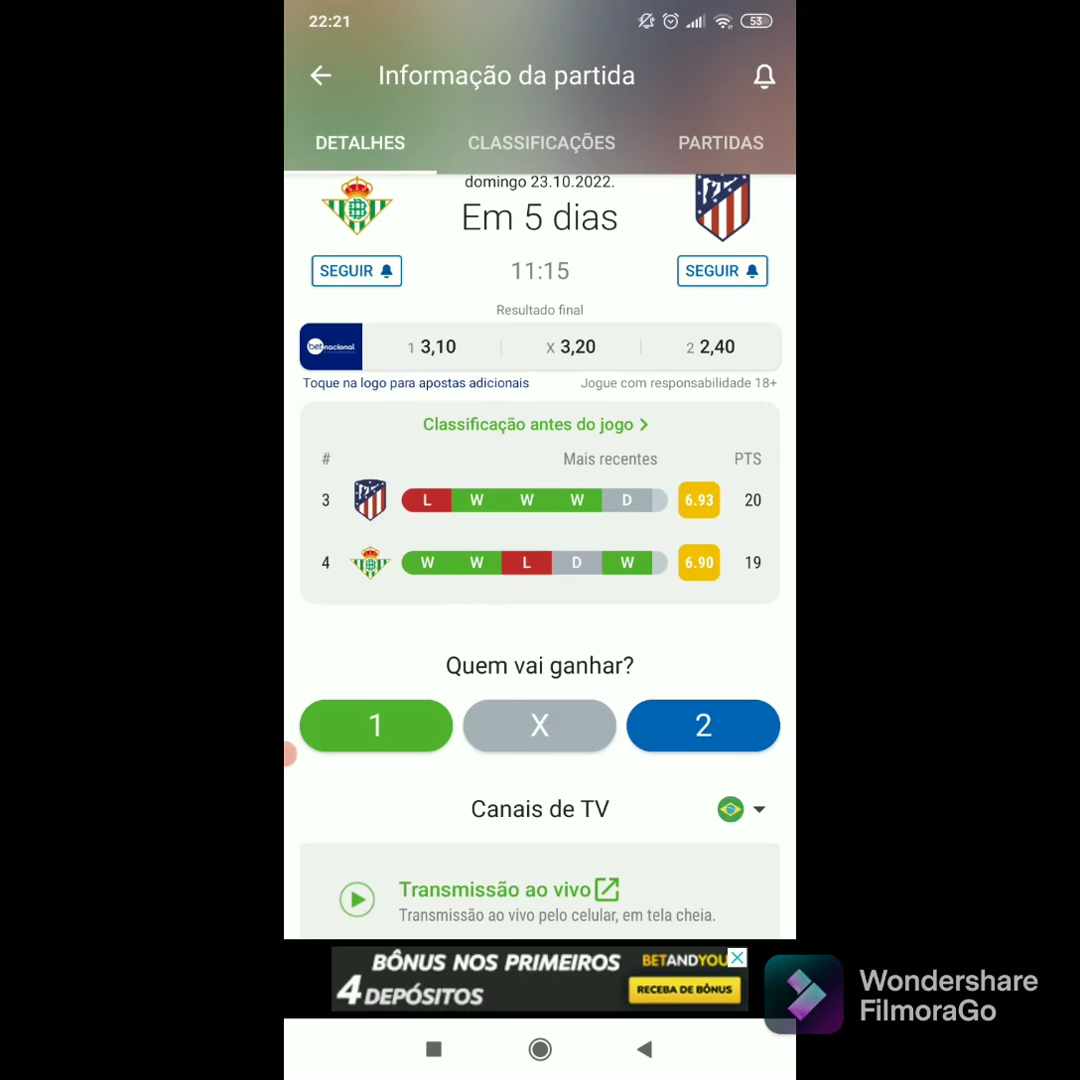 22:21
53
Informação da partida
DETALHES CLASSIFICAÇÕES PARTIDAS
domingo 23.10.2022.
Em 5 dias
SEGUIR 11:15 SEGUIR
Resultado final
betnacional 1 3,10 X 3,20 2 2,40
Toque na logo para apostas adicionais Jogue com responsabilidade 18+
Classificação antes do jogo
# Mais recentes PTS
3 L W W W D 6.93 20
4 W W L D W 6.90 19
Quem vai ganhar?
1 X 2
Canais de TV
Transmissão ao vivo
Transmissão ao vivo pelo celular, em tela cheia.
BÔNUS NOS PRIMEIROS
4 DEPÓSITOS
BETANDYOU
RECEBA DE BÔNUS
Wondershare
FilmoraGo